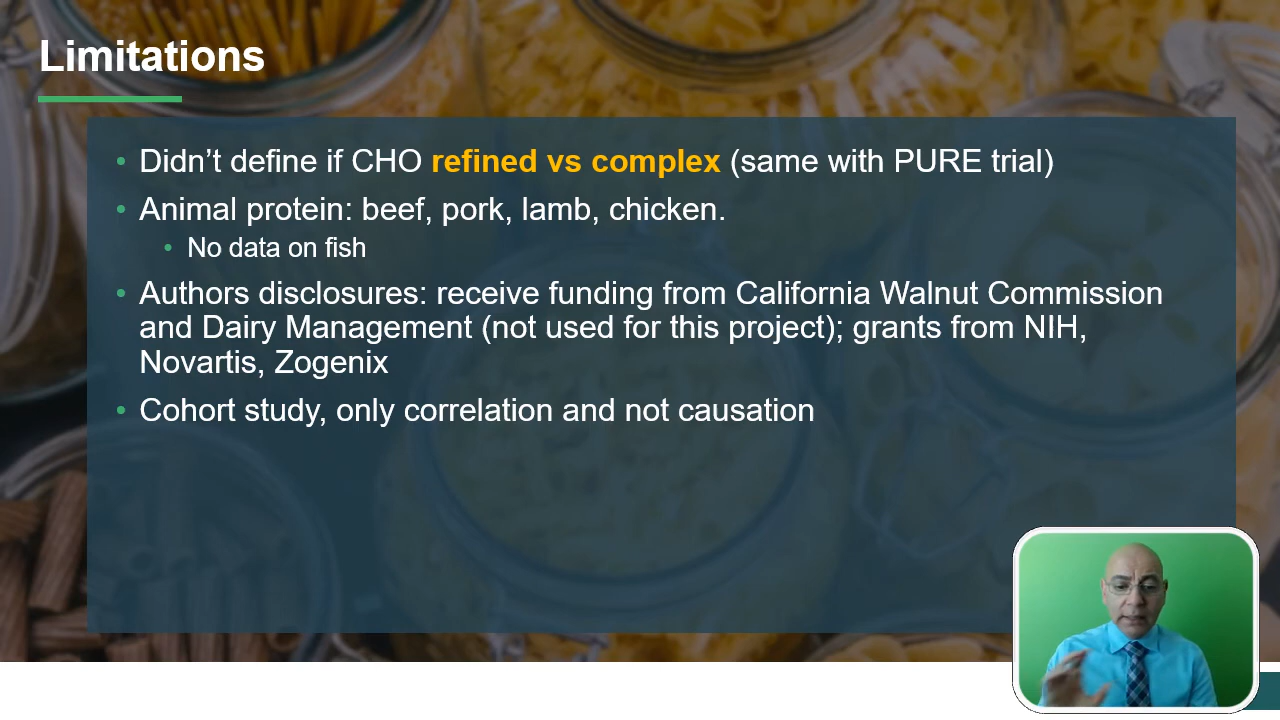 Limitations
• Didn’t define if CHO refined vs complex (same with PURE trial)
• Animal protein: beef, pork, lamb, chicken.
• No data on fish
• Authors disclosures: receive funding from California Walnut Commission
and Dairy Management (not used for this project); grants from NIH,
Novartis, Zogenix
• Cohort study, only correlation and not causation